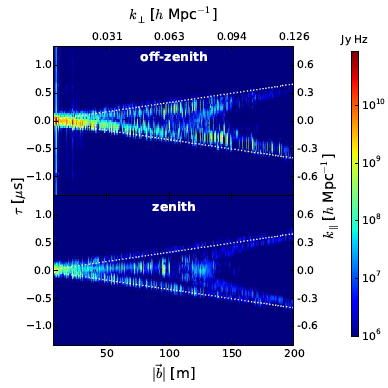 k⊥ [h Mpc⁻¹]
0.031 0.063 0.094 0.126
Jy Hz
off-zenith
1.0 0.5 0.0 −0.5 −1.0
0.6 0.3 0.0 -0.3 -0.6
zenith
1.0 0.5 0.0 −0.5 −1.0
0.6 0.3 0.0 -0.3 -0.6
τ [μs]
k∥ [h Mpc⁻¹]
10¹⁰
10⁹
10⁸
10⁷
10⁶
50 100 150 200
|b⃗| [m]